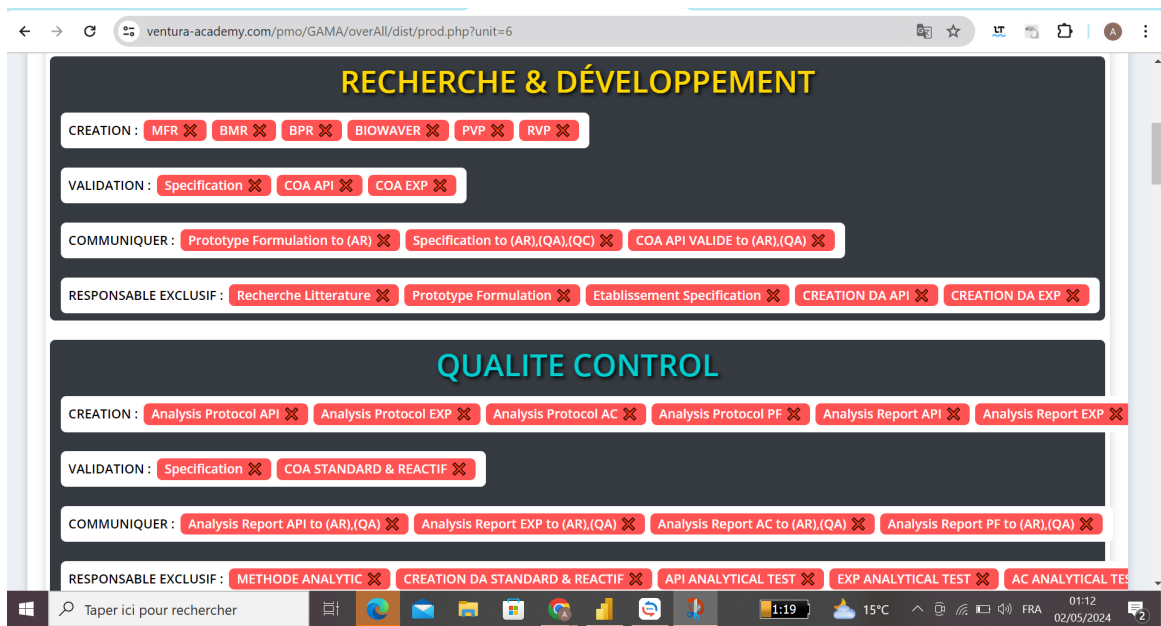 ventura-academy.com/pmo/GAMA/overAll/dist/prod.php?unit=6
LT
A
RECHERCHE & DÉVELOPPEMENT
CREATION : MFR BMR BPR BIOWAVER PVP RVP
VALIDATION : Specification COA API COA EXP
COMMUNIQUER : Prototype Formulation to (AR) Specification to (AR),(QA),(QC) COA API VALIDE to (AR),(QA)
RESPONSABLE EXCLUSIF : Recherche Litterature Prototype Formulation Etablissement Specification CREATION DA API CREATION DA EXP
QUALITE CONTROL
CREATION : Analysis Protocol API Analysis Protocol EXP Analysis Protocol AC Analysis Protocol PF Analysis Report API Analysis Report EXP
VALIDATION : Specification COA STANDARD & REACTIF
COMMUNIQUER : Analysis Report API to (AR),(QA) Analysis Report EXP to (AR),(QA) Analysis Report AC to (AR),(QA) Analysis Report PF to (AR),(QA)
RESPONSABLE EXCLUSIF : METHODE ANALYTIC CREATION DA STANDARD & REACTIF API ANALYTICAL TEST EXP ANALYTICAL TEST AC ANALYTICAL TES
Taper ici pour rechercher 1:19 15°C FRA 01:12
02/05/2024 2